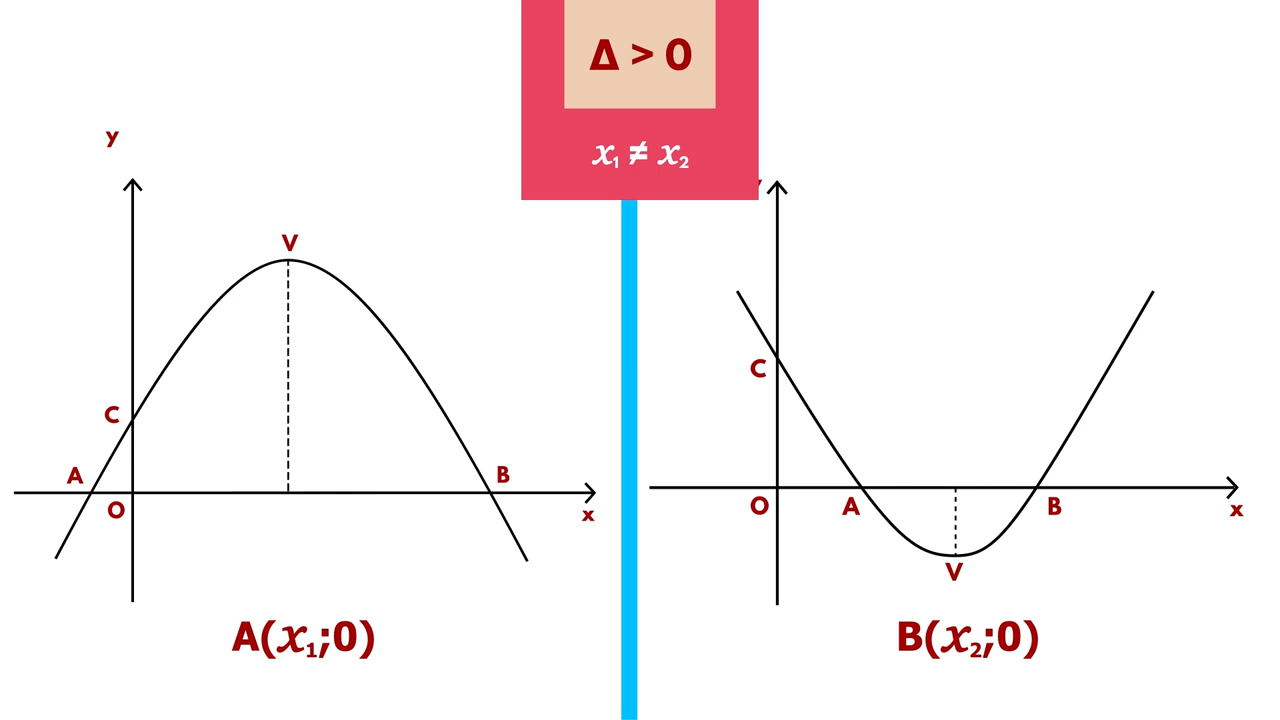 Δ > 0
x₁ ≠ x₂
y
V
C
A
B
O
x
C
O
A
B
x
V
A(x₁;0)
B(x₂;0)